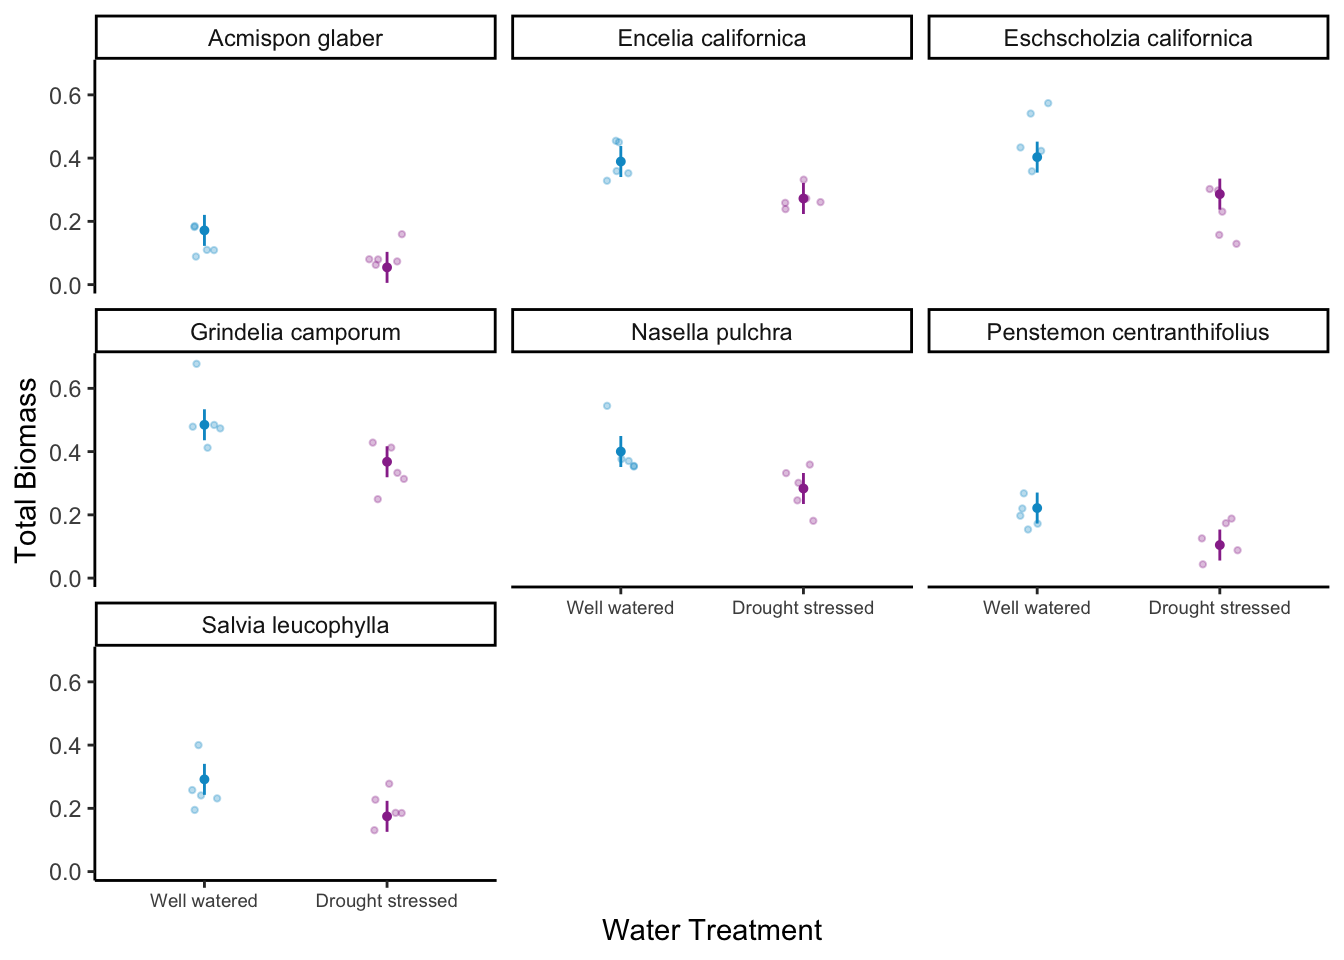 Acmispon glaber
Encelia californica
Eschscholzia californica
0.6
0.4
0.2
0.0
Grindelia camporum
Nasella pulchra
Penstemon centranthifolius
0.6
0.4
0.2
0.0
Well watered
Drought stressed
Well watered
Drought stressed
Salvia leucophylla
0.6
0.4
0.2
0.0
Well watered
Drought stressed
Total Biomass
Water Treatment